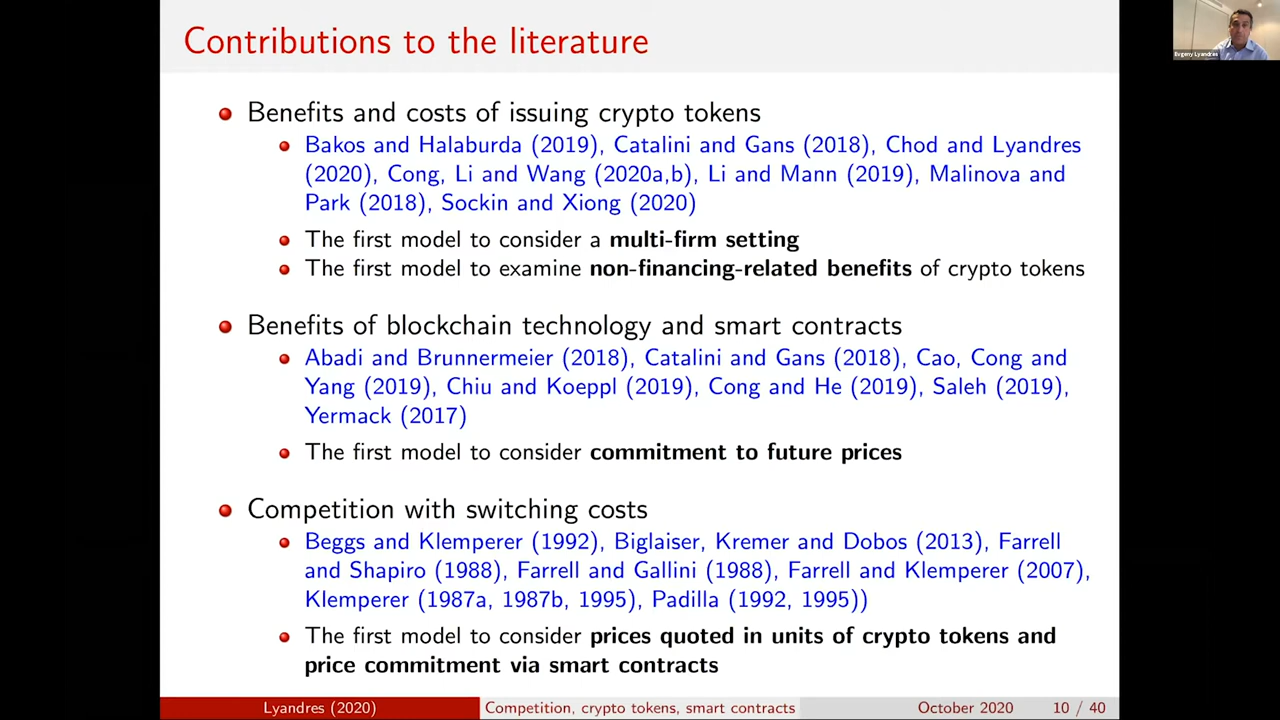 Contributions to the literature
Evgeny Lyandres
Benefits and costs of issuing crypto tokens
Bakos and Halaburda (2019), Catalini and Gans (2018), Chod and Lyandres
(2020), Cong, Li and Wang (2020a,b), Li and Mann (2019), Malinova and
Park (2018), Sockin and Xiong (2020)
The first model to consider a multi-firm setting
The first model to examine non-financing-related benefits of crypto tokens
Benefits of blockchain technology and smart contracts
Abadi and Brunnermeier (2018), Catalini and Gans (2018), Cao, Cong and
Yang (2019), Chiu and Koeppl (2019), Cong and He (2019), Saleh (2019),
Yermack (2017)
The first model to consider commitment to future prices
Competition with switching costs
Beggs and Klemperer (1992), Biglaiser, Kremer and Dobos (2013), Farrell
and Shapiro (1988), Farrell and Gallini (1988), Farrell and Klemperer (2007),
Klemperer (1987a, 1987b, 1995), Padilla (1992, 1995))
The first model to consider prices quoted in units of crypto tokens and
price commitment via smart contracts
Lyandres (2020) Competition, crypto tokens, smart contracts October 2020 10 / 40